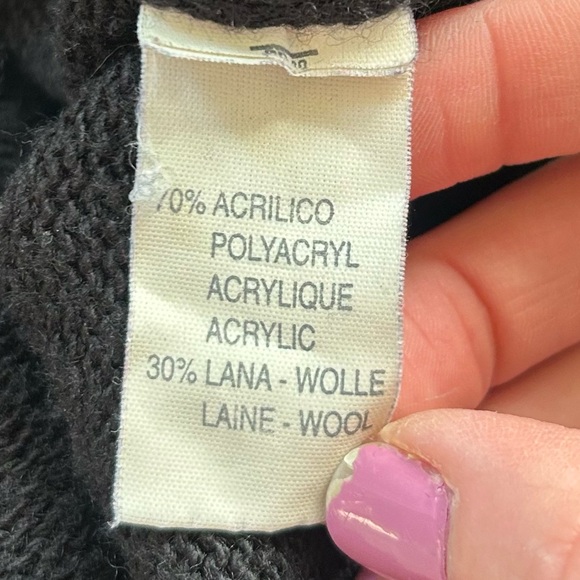 70% ACRILICO
POLYACRYL
ACRYLIQUE
ACRYLIC
30% LANA - WOLLE
LAINE - WOOL